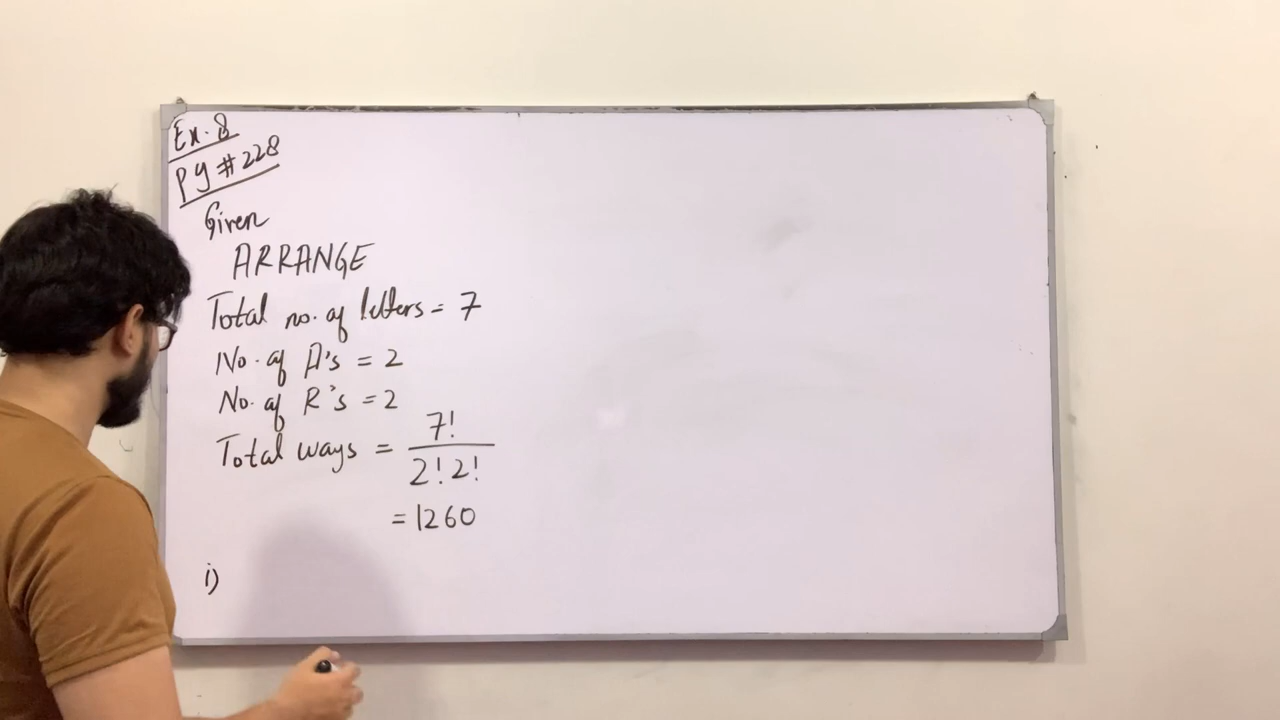 Ex. 8
Pg # 228
Given
ARRANGE
Total no. of letters = 7
No. of A's = 2
No. of R's = 2
Total ways = 7! / 2! 2!
= 1260
i)